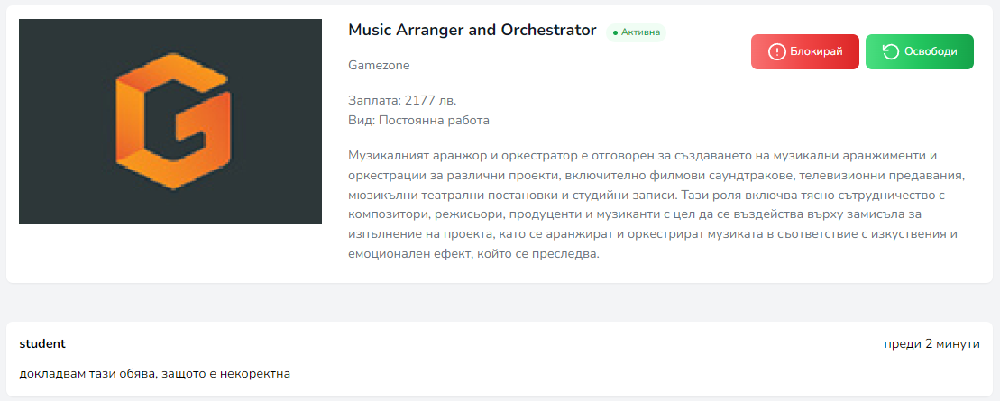 Music Arranger and Orchestrator
Активна
Блокирай
Освободи
Gamezone
Заплата: 2177 лв.
Вид: Постоянна работа
Музикалният аранжор и оркестратор е отговорен за създаването на музикални аранжименти и
оркестрации за различни проекти, включително филмови саундтракове, телевизионни предавания,
мюзикълни театрални постановки и студийни записи. Тази роля включва тясно сътрудничество с
композитори, режисьори, продуценти и музиканти с цел да се въздейства върху замисъла за
изпълнение на проекта, като се аранжират и оркестрират музиката в съответствие с изкуствения и
емоционален ефект, който се преследва.
student
преди 2 минути
докладвам тази обява, защото е некоректна